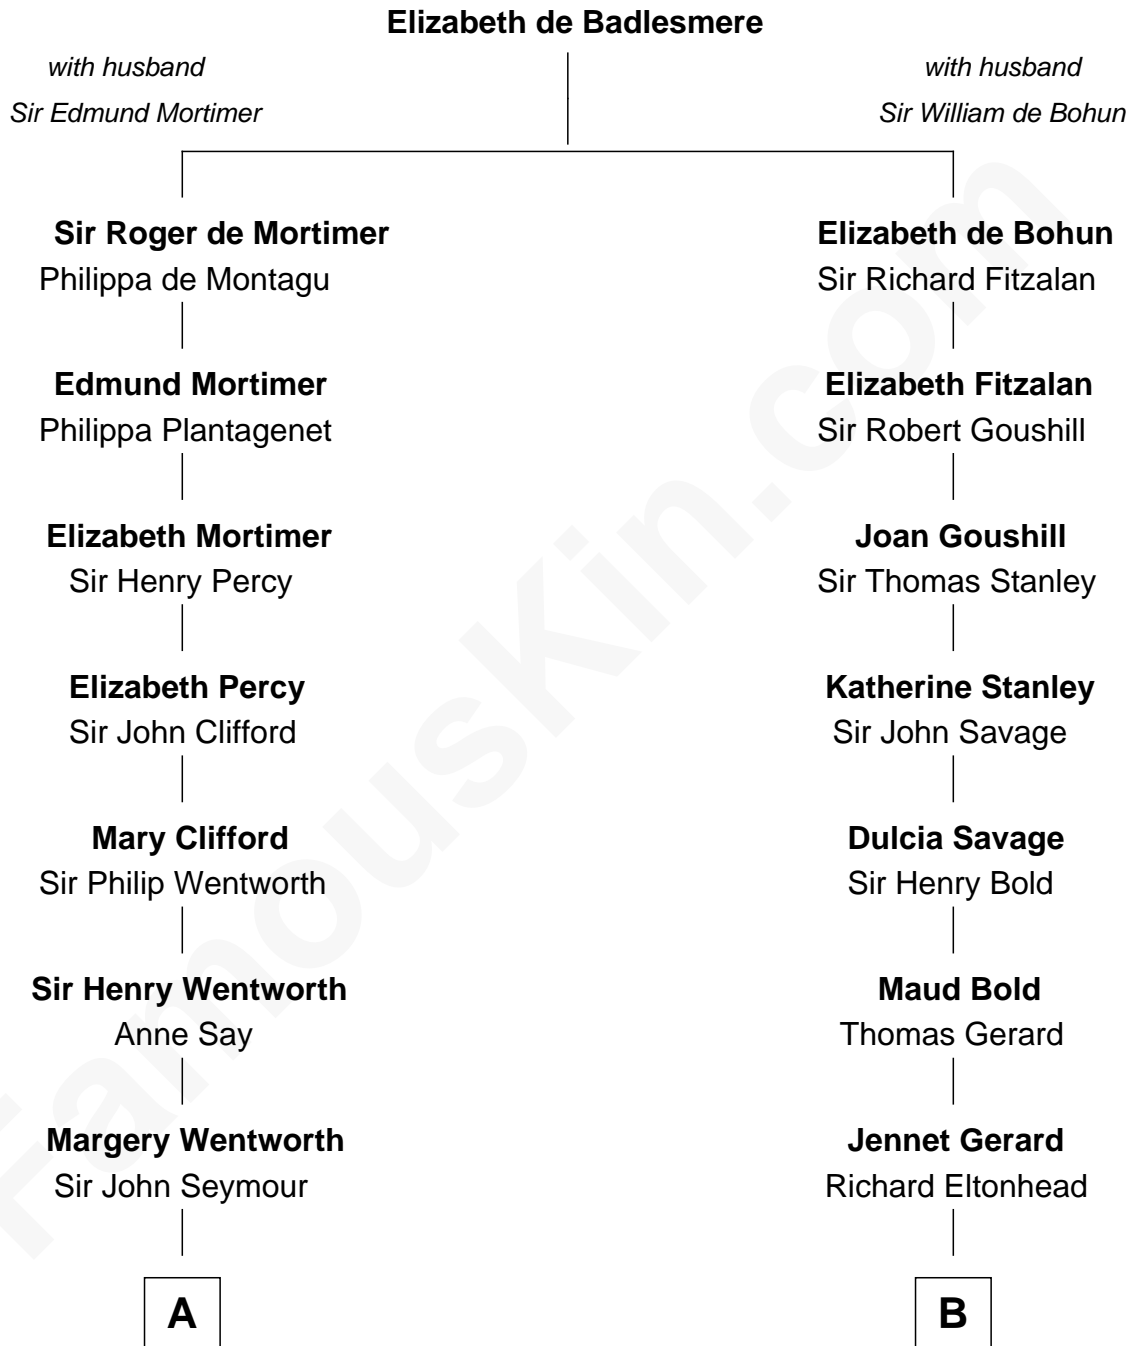 Elizabeth de Badlesmere
with husband
Sir Edmund Mortimer
with husband
Sir William de Bohun
Sir Roger de Mortimer
Philippa de Montagu
Elizabeth de Bohun
Sir Richard Fitzalan
Edmund Mortimer
Philippa Plantagenet
Elizabeth Fitzalan
Sir Robert Goushill
Elizabeth Mortimer
Sir Henry Percy
Joan Goushill
Sir Thomas Stanley
Elizabeth Percy
Sir John Clifford
Katherine Stanley
Sir John Savage
Mary Clifford
Sir Philip Wentworth
Dulcia Savage
Sir Henry Bold
Sir Henry Wentworth
Anne Say
Maud Bold
Thomas Gerard
Margery Wentworth
Sir John Seymour
Jennet Gerard
Richard Eltonhead
A
B
FamousKin.com